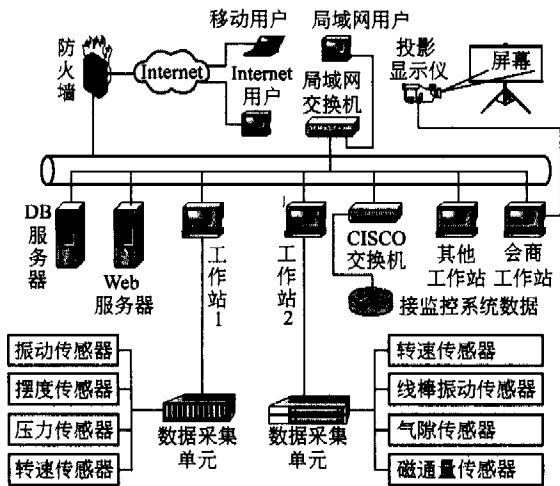 移动用户
局域网用户
防火墙
Internet
Internet
用户
局域网
交换机
投影
显示仪
屏幕
DB
服务器
Web
服务器
工作站1
工作站2
CISCO
交换机
其他
工作站
会商
工作站
接监控系统数据
振动传感器
摆度传感器
压力传感器
转速传感器
数据采集
单元
数据采集
单元
转速传感器
线棒振动传感器
气隙传感器
磁通量传感器